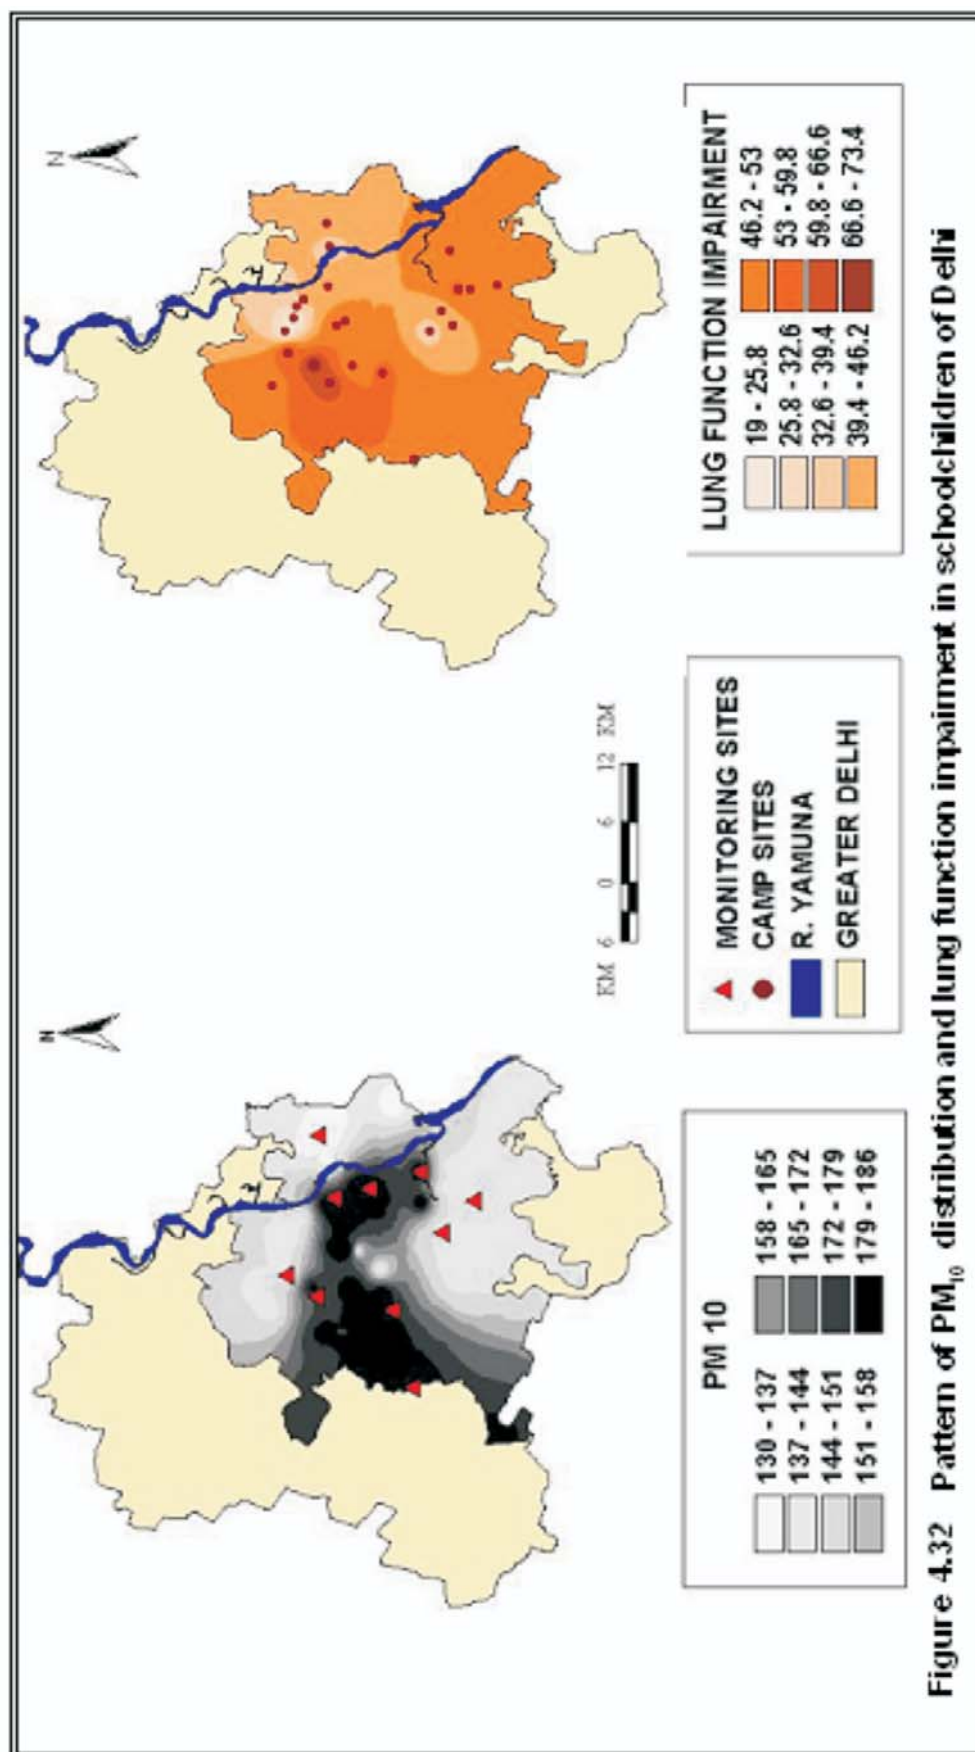 N
N
KM 6 0 6 12 KM
PM 10
130 - 137 158 - 165
137 - 144 165 - 172
144 - 151 172 - 179
151 - 158 179 - 186
MONITORING SITES
CAMP SITES
R. YAMUNA
GREATER DELHI
LUNG FUNCTION IMPAIRMENT
19 - 25.8 46.2 - 53
25.8 - 32.6 53 - 59.8
32.6 - 39.4 59.8 - 66.6
39.4 - 46.2 66.6 - 73.4
Figure 4.32 Pattern of PM₁₀ distribution and lung function impairment in schoolchildren of Delhi